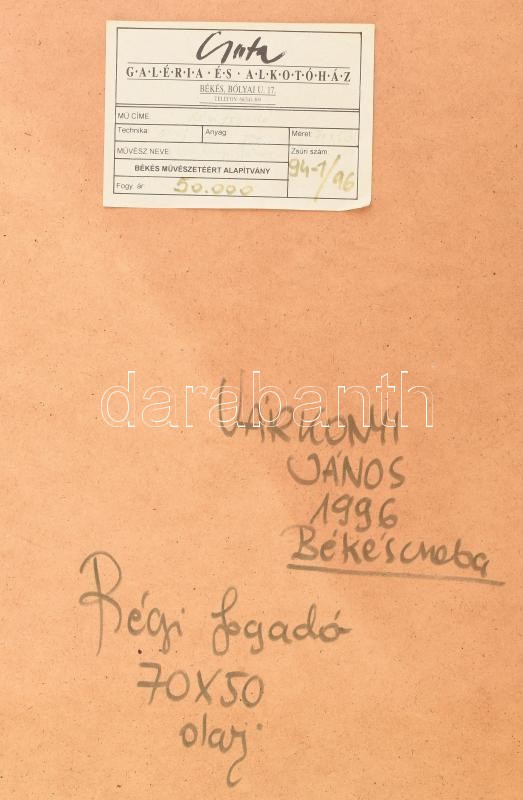 GALÉRIA ÉS ALKOTÓHÁZ
BÉKÉS, BÓLYAI U. 17.
MŰ CÍME:
Technika: Anyag: Méret:
MŰVÉSZ NEVE: Zsűri szám:
94-1/96
BÉKÉS MŰVÉSZETÉÉRT ALAPÍTVÁNY
Fogy. ár: 50.000
darabanth
VÁRKONYI
JÁNOS
1996
Békéscsaba
Régi fogadó
70X50
olaj